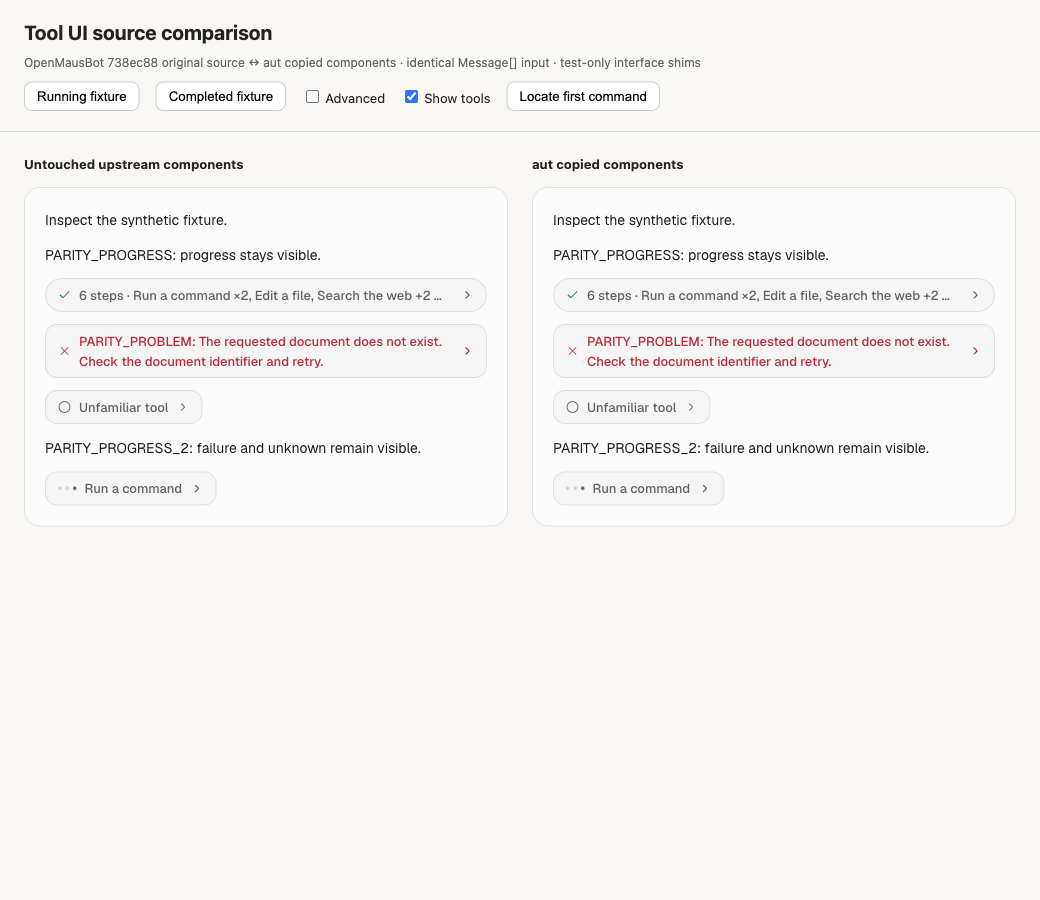 Tool UI source comparison
OpenMausBot 738ec88 original source ↔ aut copied components · identical Message[] input · test-only interface shims
Running fixture
Completed fixture
Advanced
Show tools
Locate first command
Untouched upstream components
Inspect the synthetic fixture.
PARITY_PROGRESS: progress stays visible.
6 steps · Run a command ×2, Edit a file, Search the web +2 ...
PARITY_PROBLEM: The requested document does not exist.
Check the document identifier and retry.
Unfamiliar tool
PARITY_PROGRESS_2: failure and unknown remain visible.
Run a command
aut copied components
Inspect the synthetic fixture.
PARITY_PROGRESS: progress stays visible.
6 steps · Run a command ×2, Edit a file, Search the web +2 ...
PARITY_PROBLEM: The requested document does not exist.
Check the document identifier and retry.
Unfamiliar tool
PARITY_PROGRESS_2: failure and unknown remain visible.
Run a command